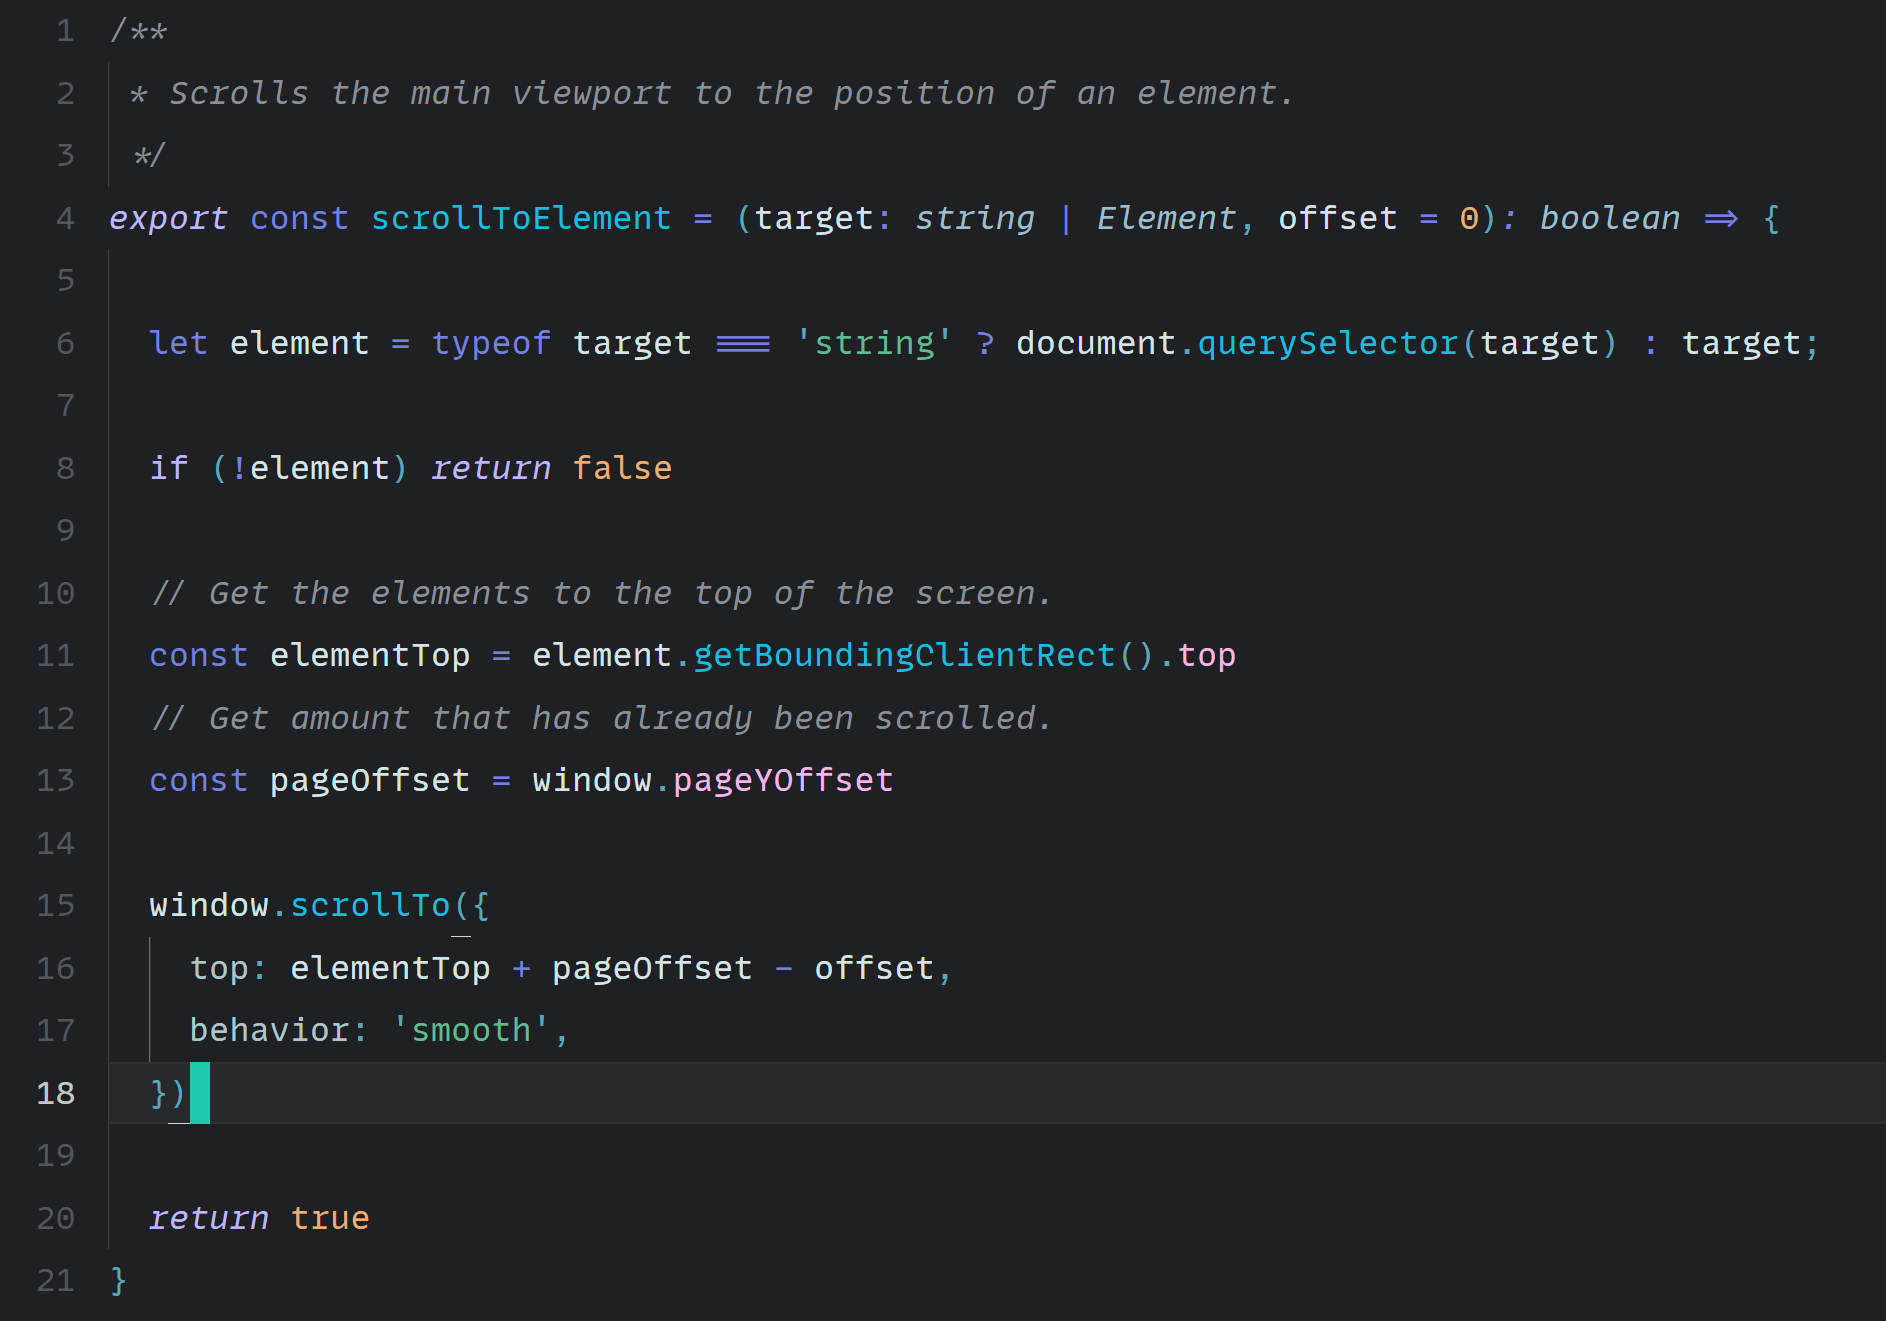 1 /**
2  * Scrolls the main viewport to the position of an element.
3  */
4 export const scrollToElement = (target: string | Element, offset = 0): boolean => {
5
6   let element = typeof target === 'string' ? document.querySelector(target) : target;
7
8   if (!element) return false
9
10   // Get the elements to the top of the screen.
11   const elementTop = element.getBoundingClientRect().top
12   // Get amount that has already been scrolled.
13   const pageOffset = window.pageYOffset
14
15   window.scrollTo({
16     top: elementTop + pageOffset - offset,
17     behavior: 'smooth',
18   })
19
20   return true
21 }